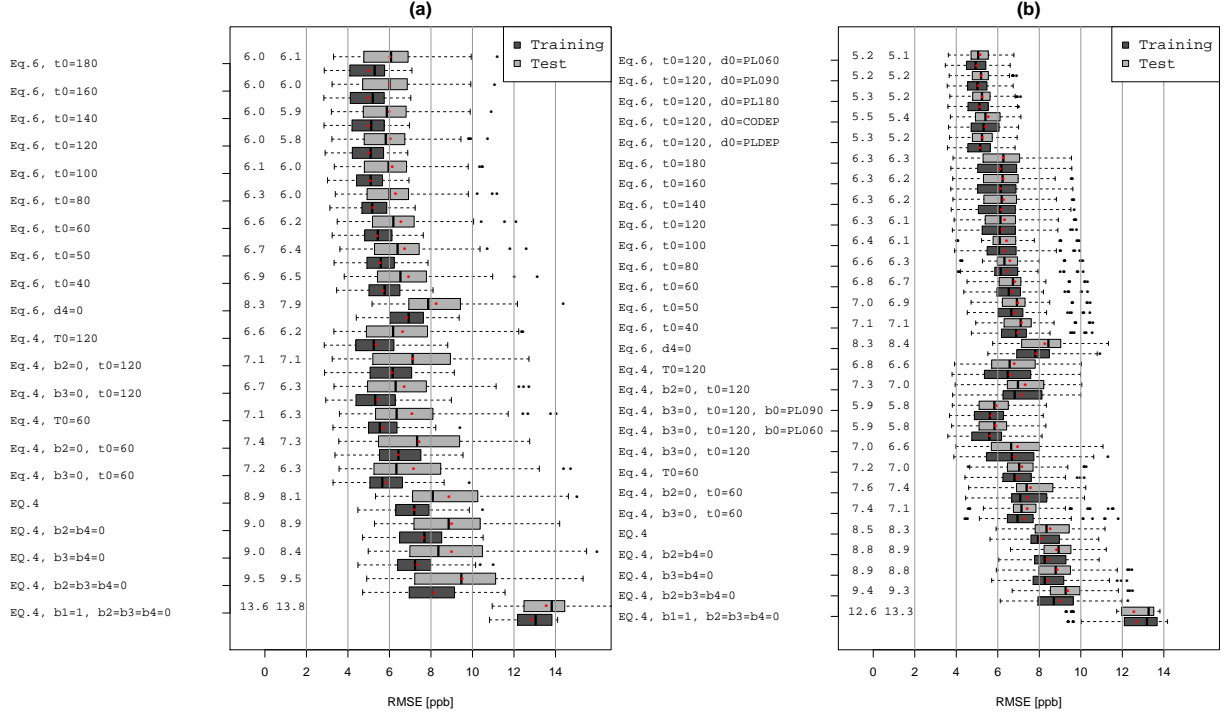 (a)
Training
Test
Eq.6, t0=180 6.0 6.1
Eq.6, t0=160 6.0 6.0
Eq.6, t0=140 6.0 5.9
Eq.6, t0=120 6.0 5.8
Eq.6, t0=100 6.1 6.0
Eq.6, t0=80 6.3 6.0
Eq.6, t0=60 6.6 6.2
Eq.6, t0=50 6.7 6.4
Eq.6, t0=40 6.9 6.5
Eq.6, d4=0 8.3 7.9
Eq.4, T0=120 6.6 6.2
Eq.4, b2=0, t0=120 7.1 7.1
Eq.4, b3=0, t0=120 6.7 6.3
Eq.4, T0=60 7.1 6.3
Eq.4, b2=0, t0=60 7.4 7.3
Eq.4, b3=0, t0=60 7.2 6.3
EQ.4 8.9 8.1
EQ.4, b2=b4=0 9.0 8.9
EQ.4, b3=b4=0 9.0 8.4
EQ.4, b2=b3=b4=0 9.5 9.5
EQ.4, b1=1, b2=b3=b4=0 13.6 13.8
0 2 4 6 8 10 12 14
RMSE [ppb]
(b)
Training
Test
Eq.6, t0=120, d0=PL060 5.2 5.1
Eq.6, t0=120, d0=PL090 5.2 5.2
Eq.6, t0=120, d0=PL180 5.3 5.2
Eq.6, t0=120, d0=CODEP 5.5 5.4
Eq.6, t0=120, d0=PLDEP 5.3 5.2
Eq.6, t0=180 6.3 6.3
Eq.6, t0=160 6.3 6.2
Eq.6, t0=140 6.3 6.2
Eq.6, t0=120 6.3 6.1
Eq.6, t0=100 6.4 6.1
Eq.6, t0=80 6.6 6.3
Eq.6, t0=60 6.8 6.7
Eq.6, t0=50 7.0 6.9
Eq.6, t0=40 7.1 7.1
Eq.6, d4=0 8.3 8.4
Eq.4, T0=120 6.8 6.6
Eq.4, b2=0, t0=120 7.3 7.0
Eq.4, b3=0, t0=120, b0=PL090 5.9 5.8
Eq.4, b3=0, t0=120, b0=PL060 5.9 5.8
Eq.4, b3=0, t0=120 7.0 6.6
Eq.4, T0=60 7.2 7.0
Eq.4, b2=0, t0=60 7.6 7.4
Eq.4, b3=0, t0=60 7.4 7.1
EQ.4 8.5 8.3
EQ.4, b2=b4=0 8.8 8.9
EQ.4, b3=b4=0 8.9 8.8
EQ.4, b2=b3=b4=0 9.4 9.3
EQ.4, b1=1, b2=b3=b4=0 12.6 13.3
0 2 4 6 8 10 12 14
RMSE [ppb]